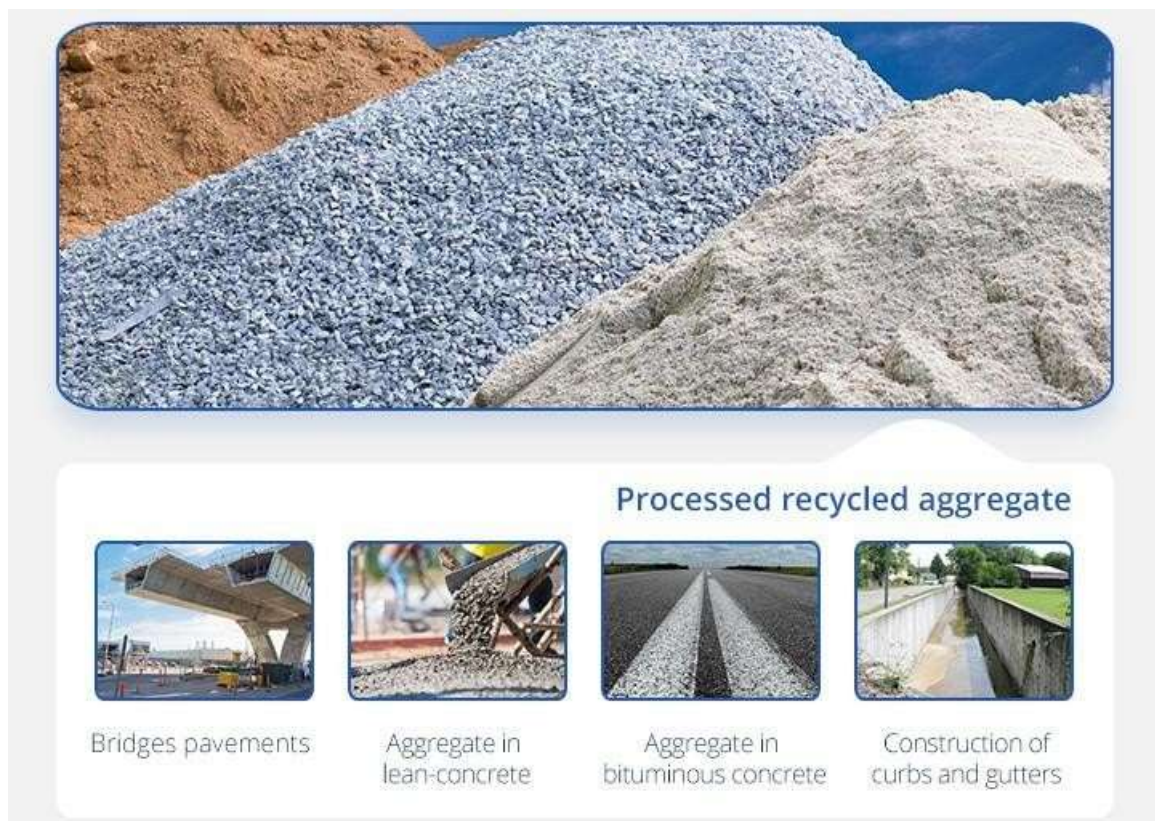 Processed recycled aggregate
Bridges pavements
Aggregate in
lean-concrete
Aggregate in
bituminous concrete
Construction of
curbs and gutters